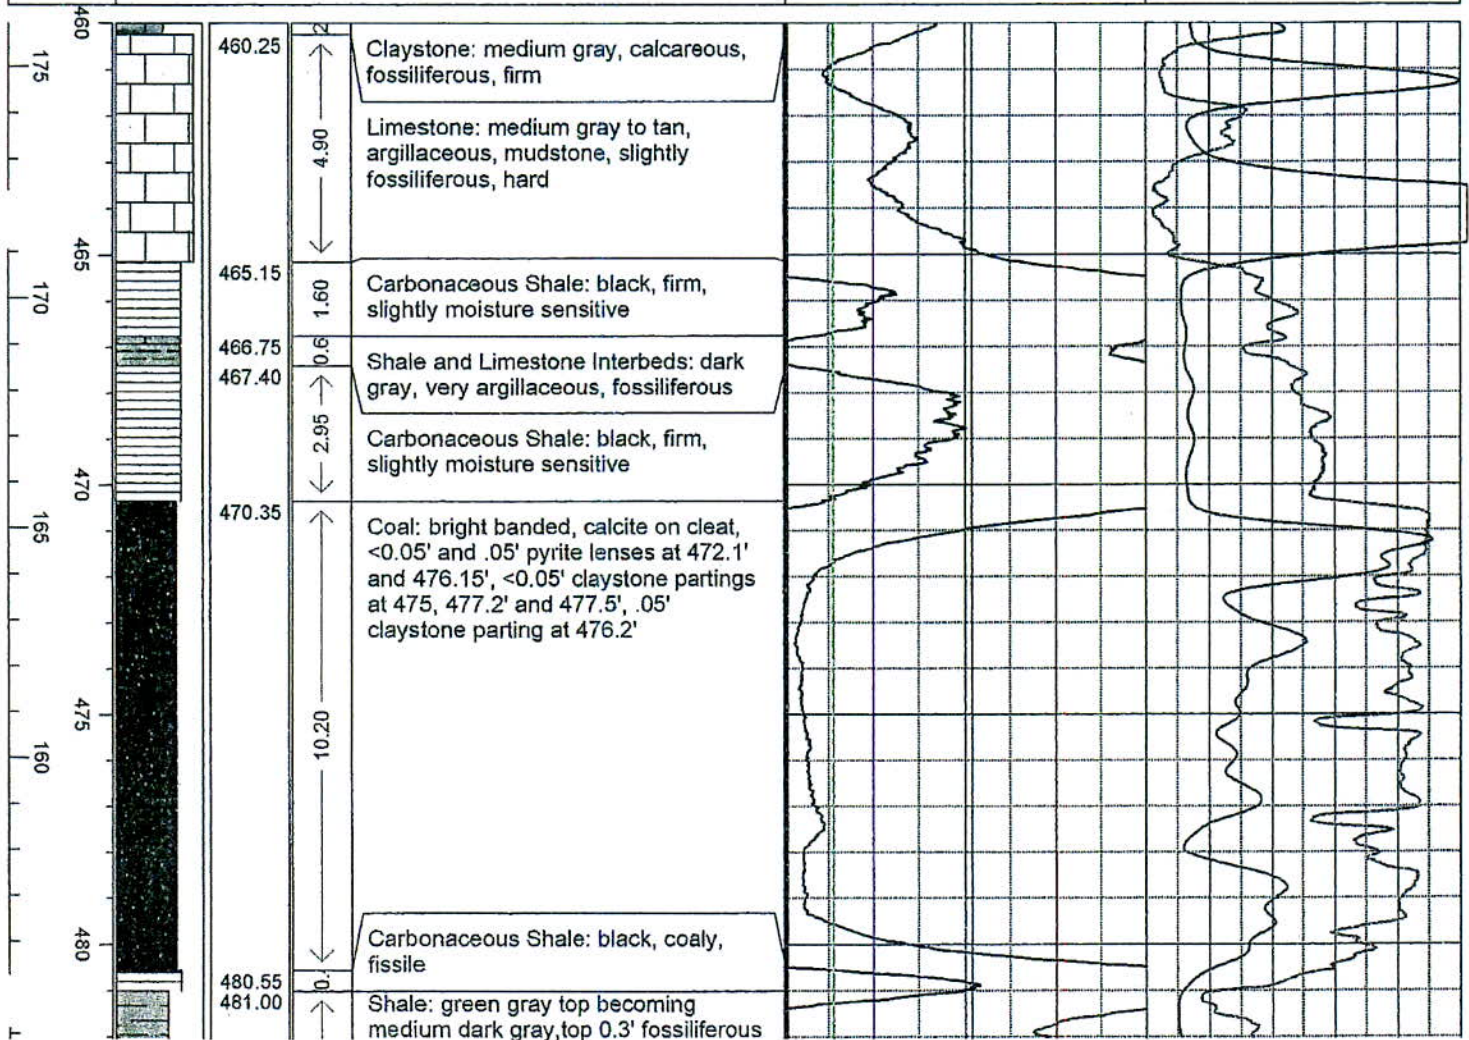 460
175
465
170
470
165
475
160
480
460.25
465.15
466.75
467.40
470.35
480.55
481.00
2
4.90
1.60
0.6
2.95
10.20
0.
Claystone: medium gray, calcareous,
fossiliferous, firm
Limestone: medium gray to tan,
argillaceous, mudstone, slightly
fossiliferous, hard
Carbonaceous Shale: black, firm,
slightly moisture sensitive
Shale and Limestone Interbeds: dark
gray, very argillaceous, fossiliferous
Carbonaceous Shale: black, firm,
slightly moisture sensitive
Coal: bright banded, calcite on cleat,
<0.05' and .05' pyrite lenses at 472.1'
and 476.15', <0.05' claystone partings
at 475, 477.2' and 477.5', .05'
claystone parting at 476.2'
Carbonaceous Shale: black, coaly,
fissile
Shale: green gray top becoming
medium dark gray,top 0.3' fossiliferous